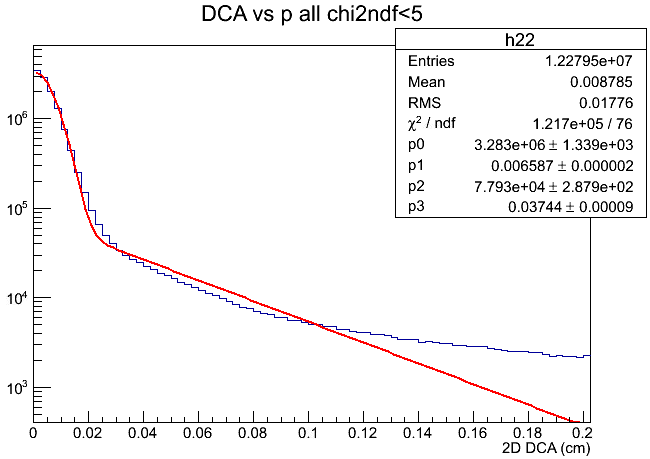 DCA vs p all chi2ndf<5
h22
Entries 1.22795e+07
Mean 0.008785
RMS 0.01776
χ² / ndf 1.217e+05 / 76
p0 3.283e+06 ± 1.339e+03
p1 0.006587 ± 0.000002
p2 7.793e+04 ± 2.879e+02
p3 0.03744 ± 0.00009
10⁶
10⁵
10⁴
10³
0 0.02 0.04 0.06 0.08 0.1 0.12 0.14 0.16 0.18 0.2
2D DCA (cm)